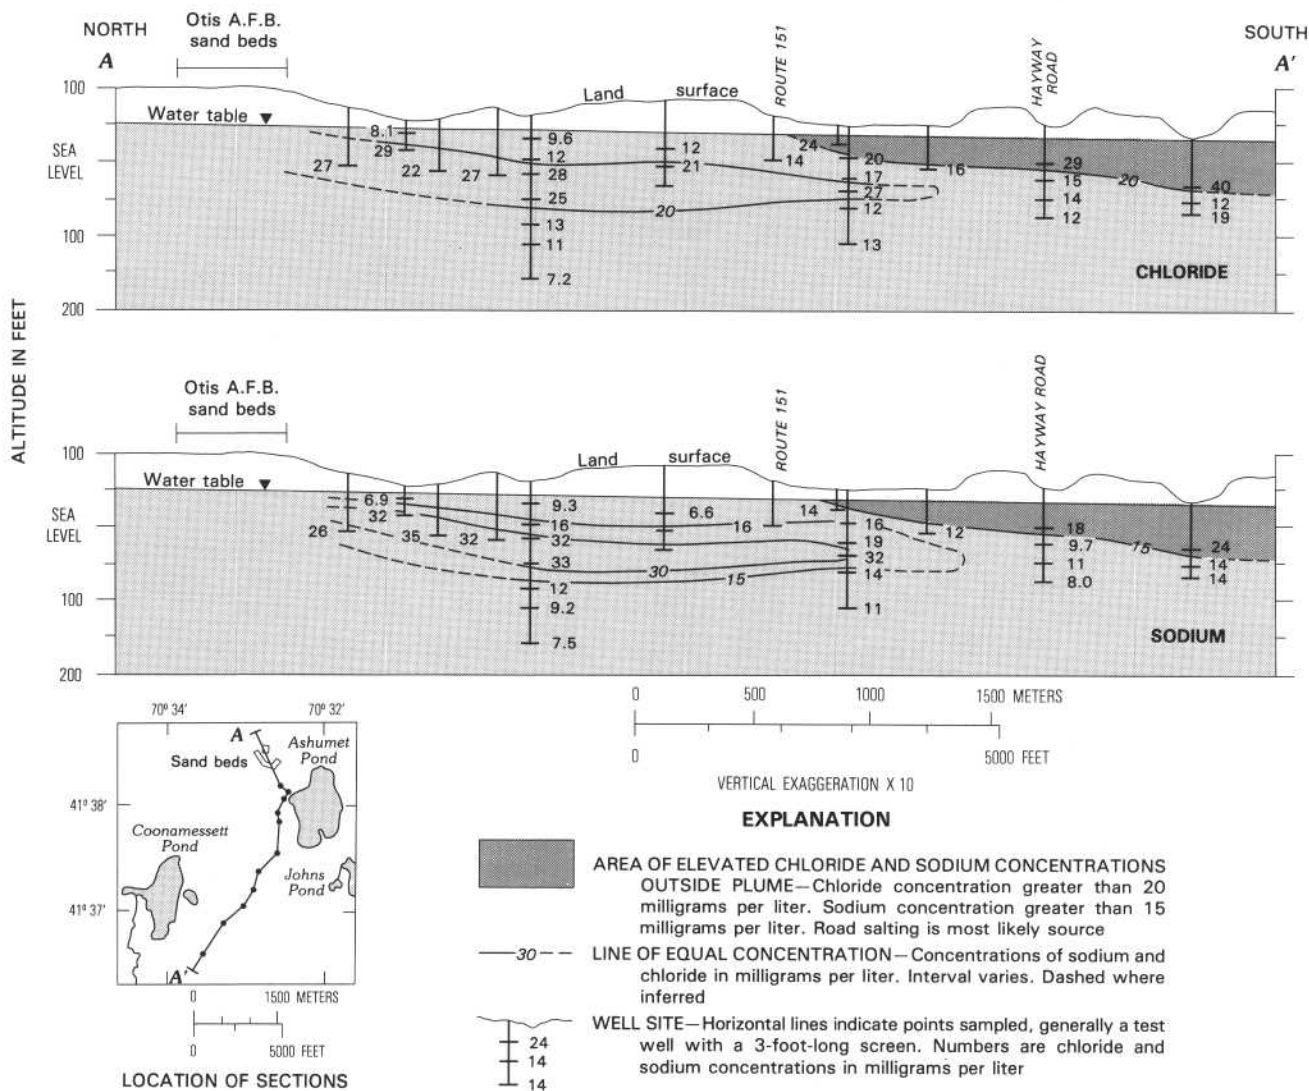 NORTH
A
Otis A.F.B.
sand beds
ROUTE 151
HAYWAY
ROAD
SOUTH
A'
100
SEA
LEVEL
100
200
Water table
Land surface
8.1
29
27
22
27
9.6
12
28
25
13
11
7.2
12
21
20
14
24
20
17
27
12
13
16
29
15
14
12
20
40
12
19
CHLORIDE
ALTITUDE IN FEET
Otis A.F.B.
sand beds
ROUTE 151
HAYWAY ROAD
100
SEA
LEVEL
100
200
Water table
Land surface
6.9
32
26
35
32
9.3
16
32
33
12
9.2
7.5
6.6
16
30
15
14
16
19
32
14
11
12
18
9.7
11
8.0
15
24
14
14
SODIUM
0 500 1000 1500 METERS
0 5000 FEET
VERTICAL EXAGGERATION X 10
70° 34' 70° 32'
A
Sand beds
Ashumet
Pond
41° 38'
Coonamessett
Pond
Johns
Pond
41° 37'
A'
0 1500 METERS
0 5000 FEET
LOCATION OF SECTIONS
EXPLANATION
AREA OF ELEVATED CHLORIDE AND SODIUM CONCENTRATIONS
OUTSIDE PLUME—Chloride concentration greater than 20
milligrams per liter. Sodium concentration greater than 15
milligrams per liter. Road salting is most likely source
30 LINE OF EQUAL CONCENTRATION—Concentrations of sodium and
chloride in milligrams per liter. Interval varies. Dashed where
inferred
WELL SITE—Horizontal lines indicate points sampled, generally a test
well with a 3-foot-long screen. Numbers are chloride and
sodium concentrations in milligrams per liter
24
14
14